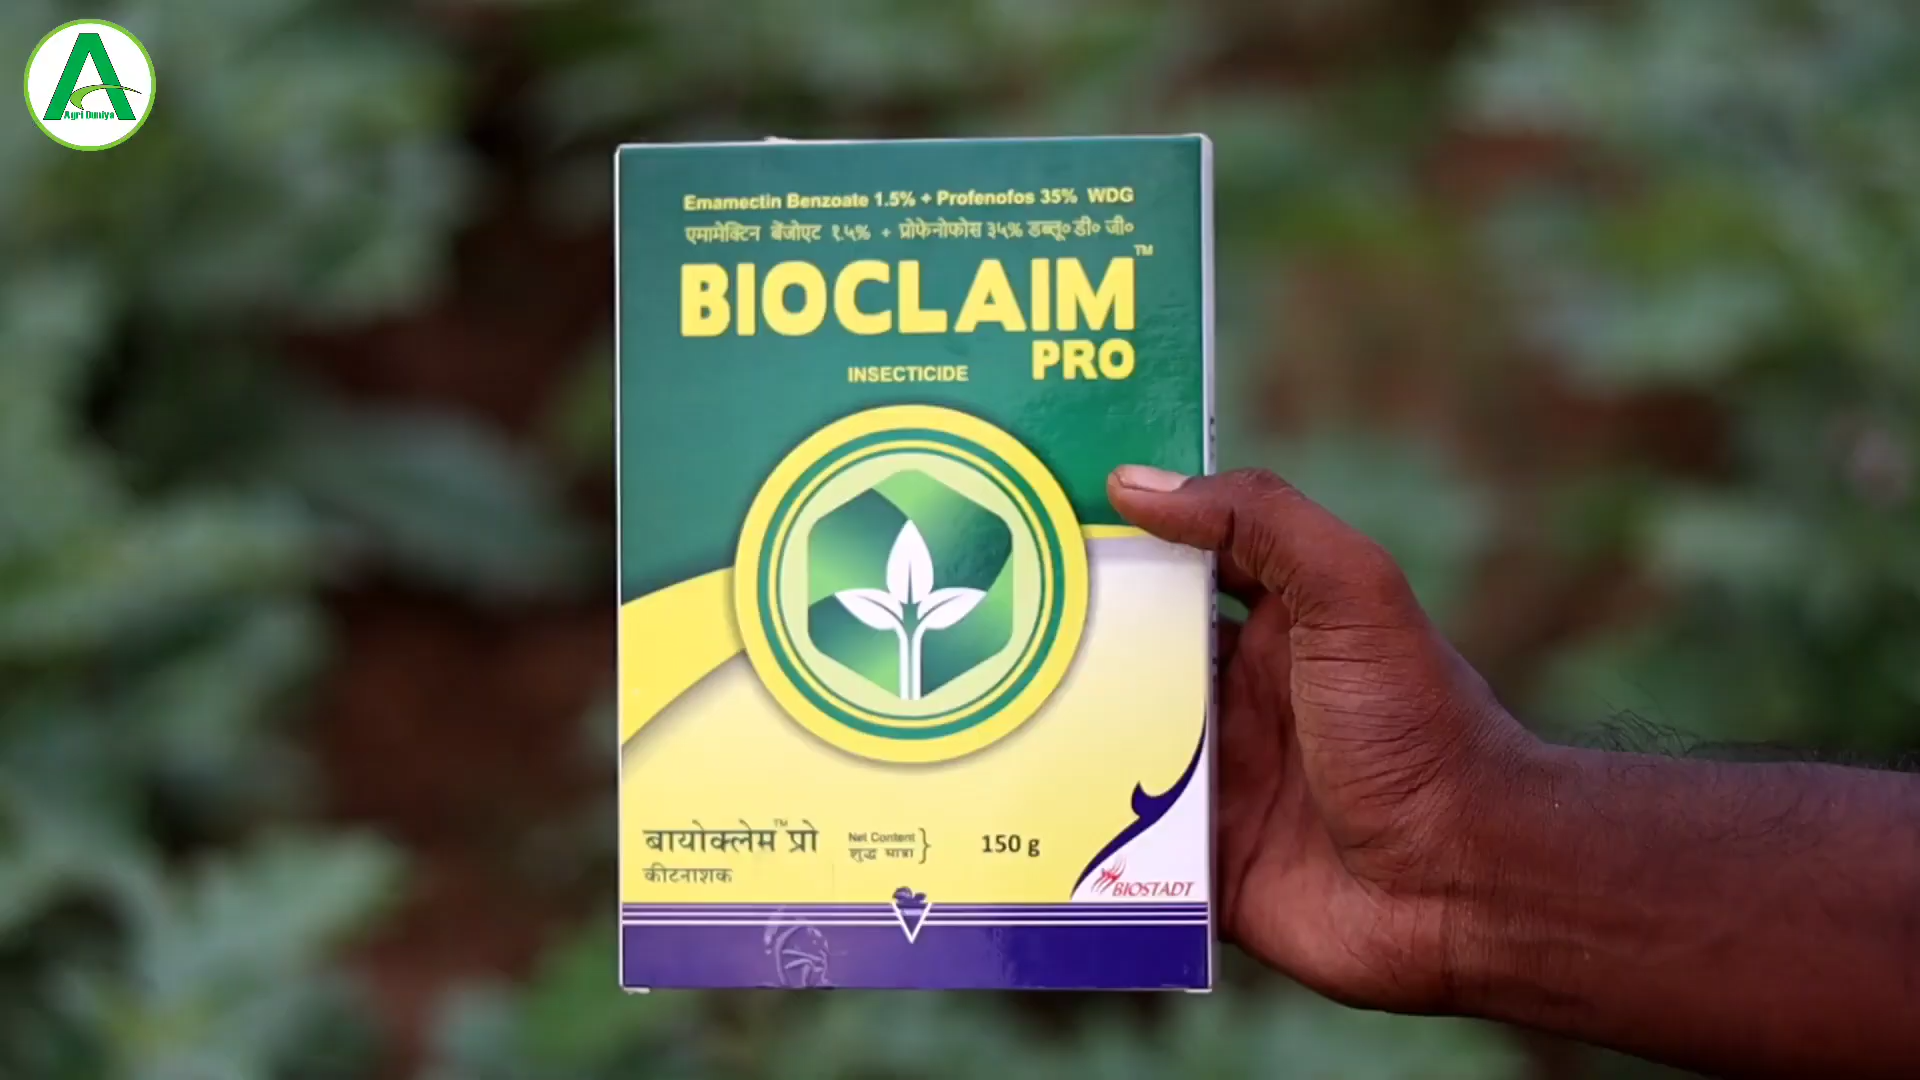 A
Agri Duniya
Emamectin Benzoate 1.5% + Profenofos 35% WDG
एमामेक्टिन बेंजोएट १.५% + प्रोफेनोफोस ३५% डब्लू० डी० जी०
BIOCLAIM™
PRO
INSECTICIDE
बायोक्लेम™ प्रो
कीटनाशक
Net Content
शुद्ध मात्रा
150 g
BIOSTADT